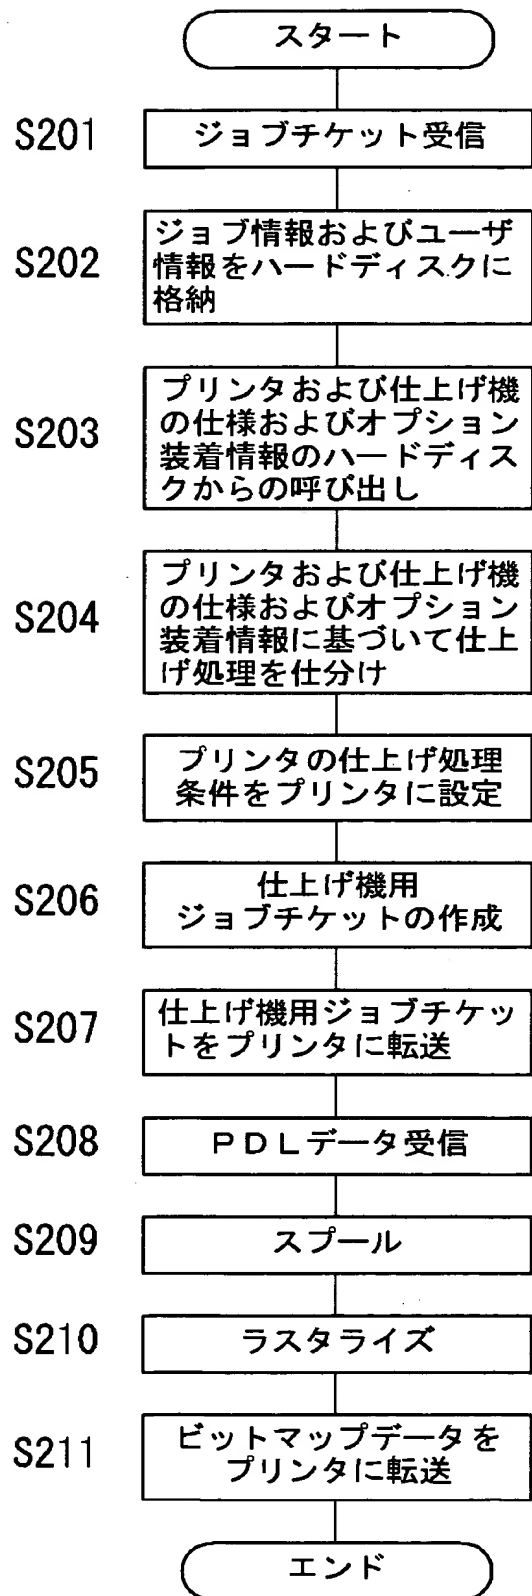 スタート
S201
ジョブチケット受信
S202
ジョブ情報およびユーザ
情報をハードディスクに
格納
S203
プリンタおよび仕上げ機
の仕様およびオプション
装着情報のハードディス
クからの呼び出し
S204
プリンタおよび仕上げ機
の仕様およびオプション
装着情報に基づいて仕上
げ処理を仕分け
S205
プリンタの仕上げ処理
条件をプリンタに設定
S206
仕上げ機用
ジョブチケットの作成
S207
仕上げ機用ジョブチケッ
トをプリンタに転送
S208
PDLデータ受信
S209
スプール
S210
ラスタライズ
S211
ビットマップデータを
プリンタに転送
エンド